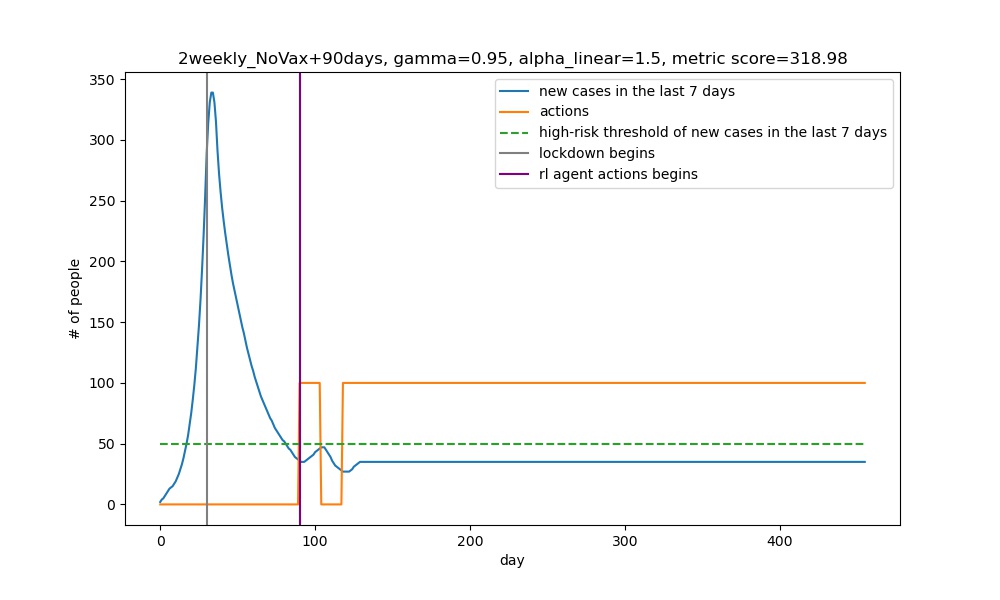 2weekly_NoVax+90days, gamma=0.95, alpha_linear=1.5, metric score=318.98
350
300
250
200
150
100
50
0
# of people
new cases in the last 7 days
actions
high-risk threshold of new cases in the last 7 days
lockdown begins
rl agent actions begins
0 100 200 300 400
day